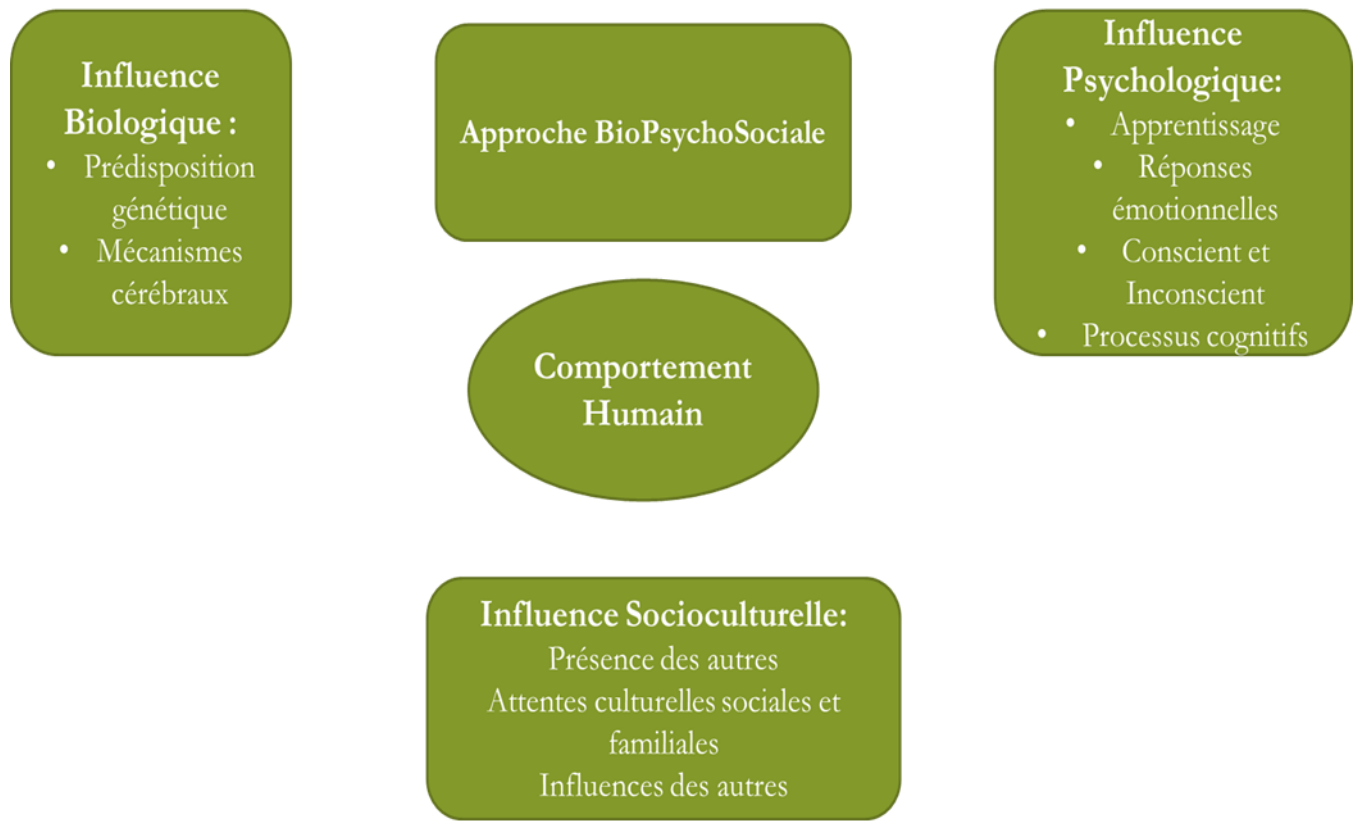 Influence
Biologique :
• Prédisposition
génétique
• Mécanismes
cérébraux
Approche BioPsychoSociale
Influence
Psychologique:
• Apprentissage
• Réponses
émotionnelles
• Conscient et
Inconscient
• Processus cognitifs
Comportement
Humain
Influence Socioculturelle:
Présence des autres
Attentes culturelles sociales et
familiales
Influences des autres